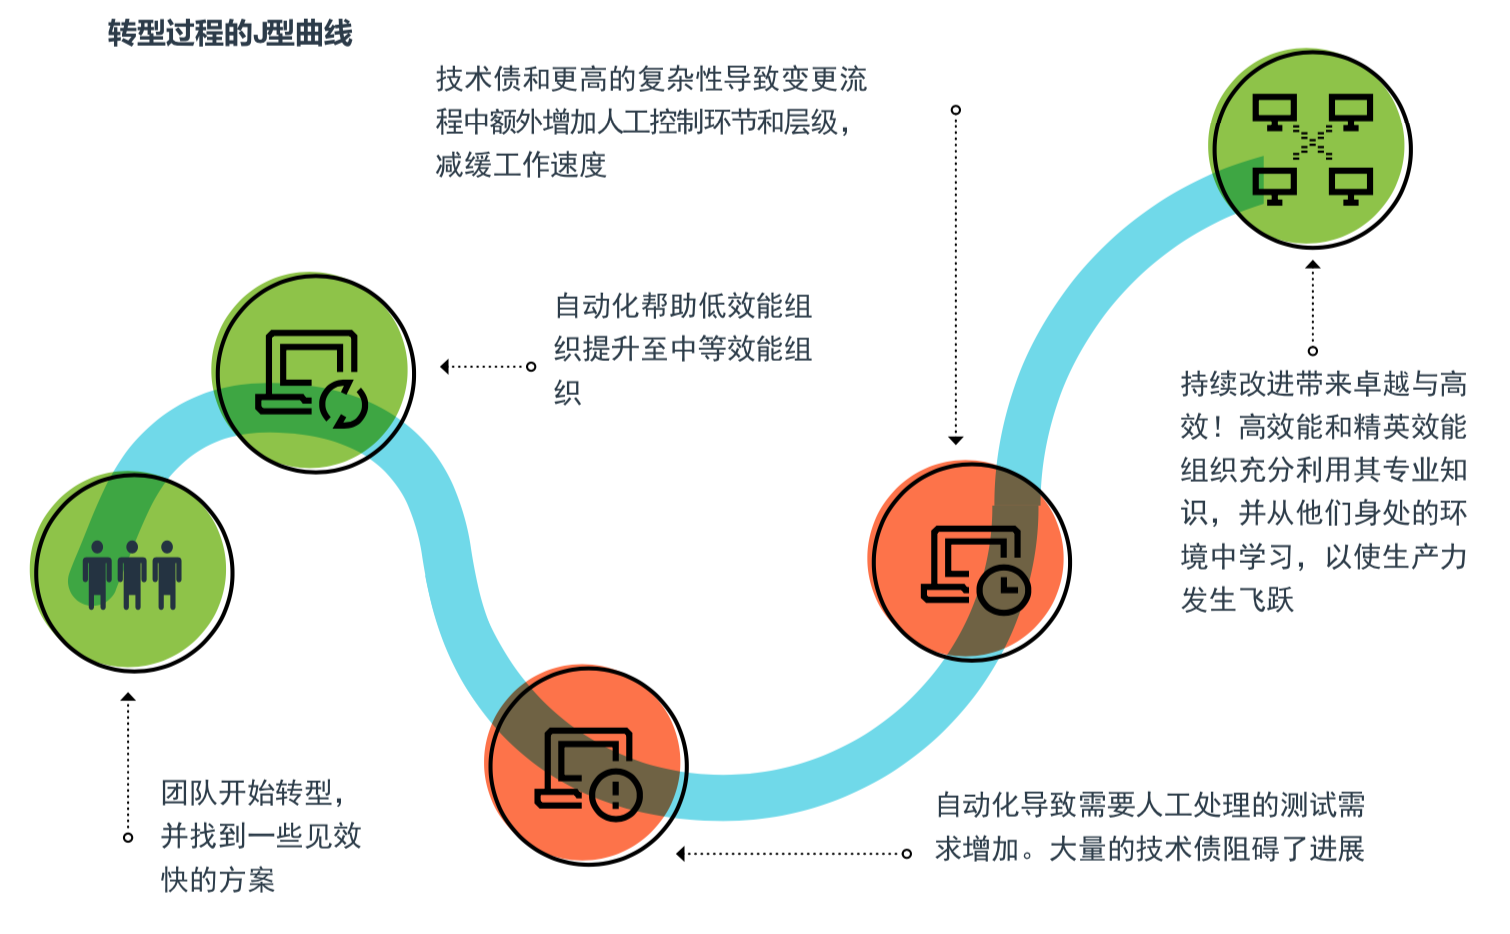 转型过程的J型曲线
技术债和更高的复杂性导致变更流
程中额外增加人工控制环节和层级，
减缓工作速度
自动化帮助低效能组
织提升至中等效能组
织
持续改进带来卓越与高
效！高效能和精英效能
组织充分利用其专业知
识，并从他们身处的环
境中学习，以使生产力
发生飞跃
团队开始转型，
并找到一些见效
快的方案
自动化导致需要人工处理的测试需
求增加。大量的技术债阻碍了进展